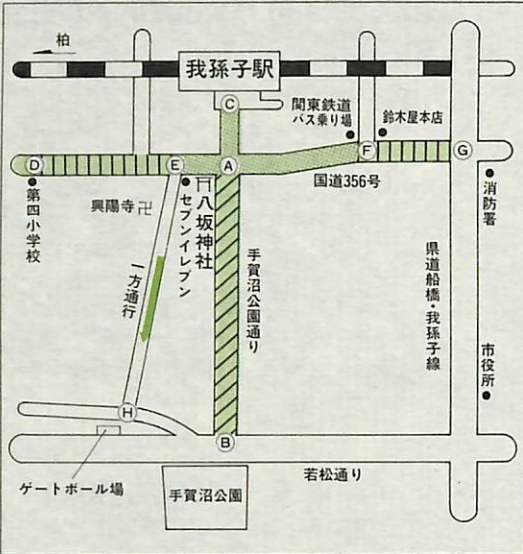 柏
我孫子駅
C
関東鉄道
バス乗り場
鈴木屋本店
D
E
A
F
G
国道356号
第四小学校
興陽寺卍
セブンイレブン
八坂神社
手賀沼公園通り
一方通行
県道船橋・我孫子線
消防署
市役所
H
B
ゲートボール場
若松通り
手賀沼公園